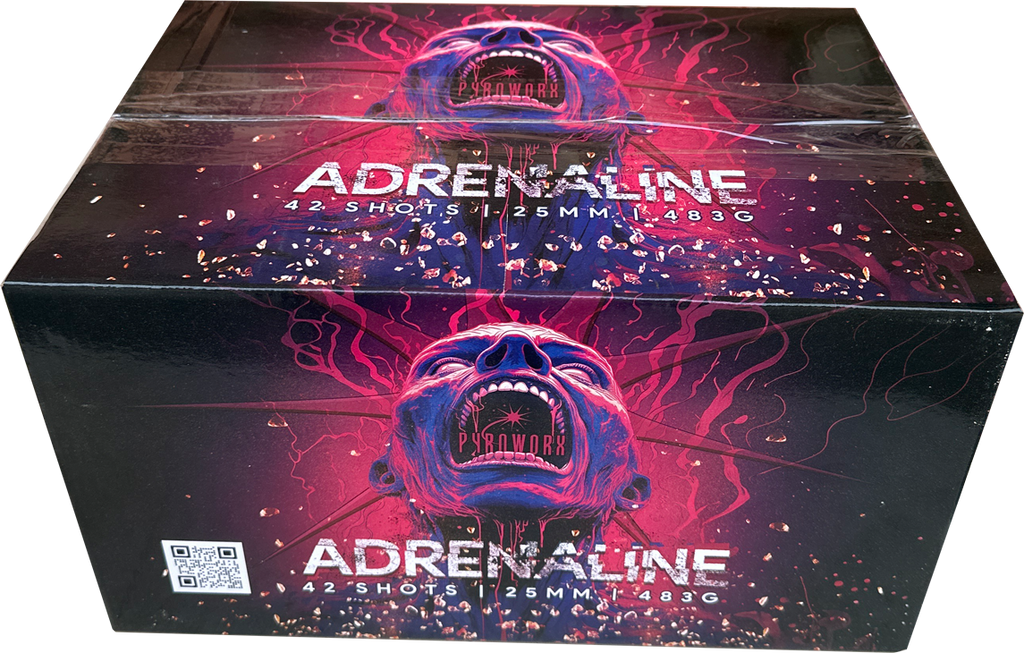 PYROWORX
ADRENALINE
42 SHOTS | 25MM | 483G
PYROWORX
ADRENALINE
42 SHOTS | 25MM | 483G